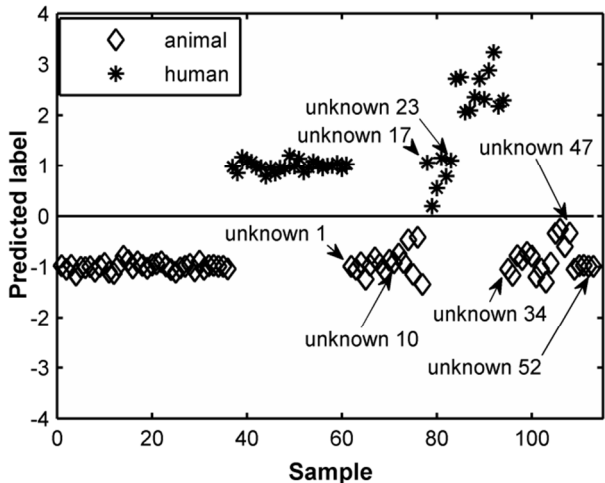 4
3
2
1
0
-1
-2
-3
-4
Predicted label
animal
human
unknown 23
unknown 17
unknown 47
unknown 1
unknown 10
unknown 34
unknown 52
0
20
40
60
80
100
Sample